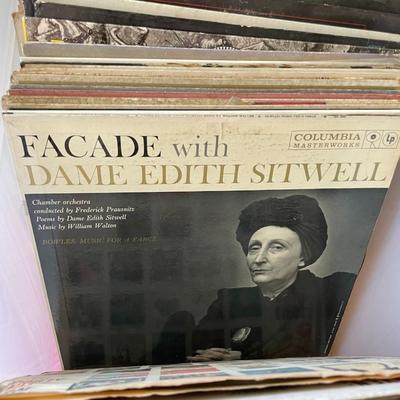 FACADE with
DAME EDITH SITWELL
COLUMBIA
MASTERWORKS
LP
Chamber orchestra
conducted by Frederick Prausnitz
Poems by Dame Edith Sitwell
Music by William Walton
BOWLES: MUSIC FOR A FARCE